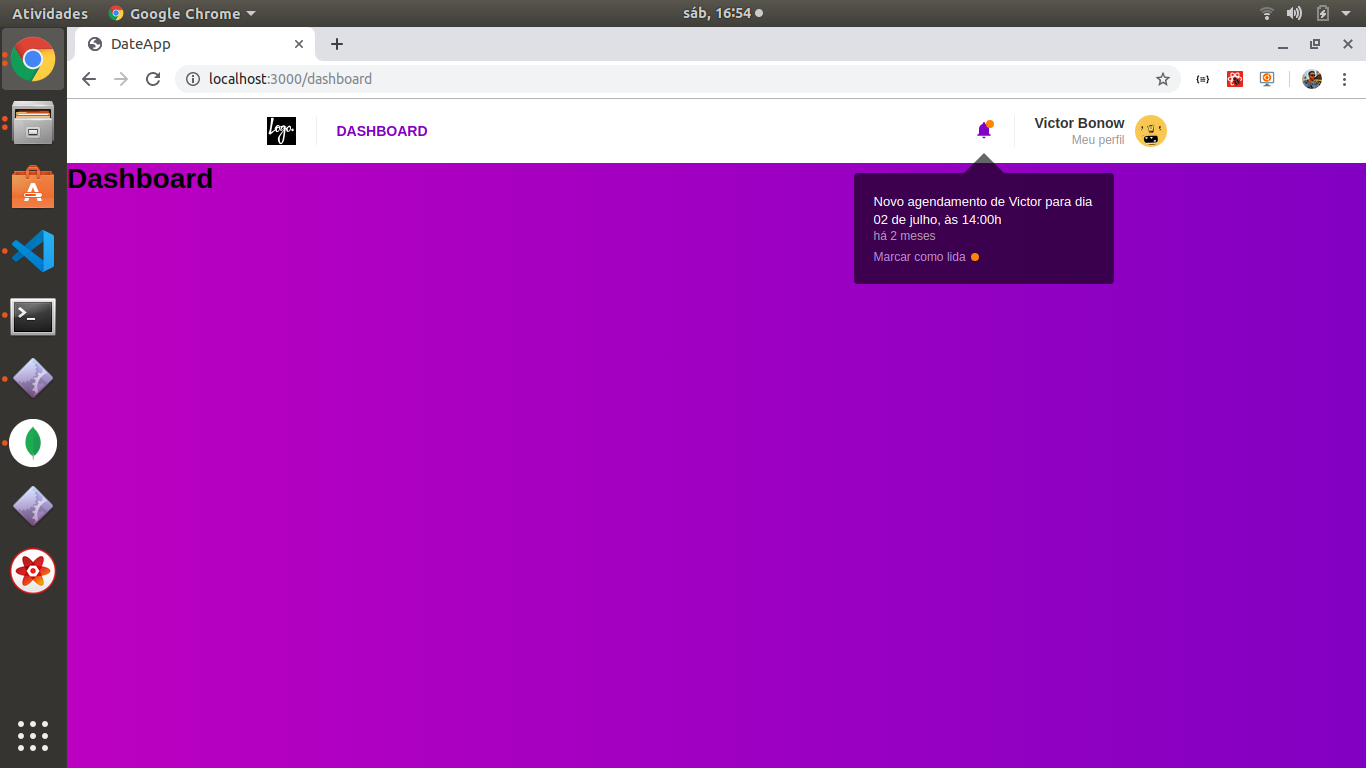 Atividades
Google Chrome
sáb, 16:54
DateApp
localhost:3000/dashboard
Logo.
DASHBOARD
Victor Bonow
Meu perfil
Dashboard
Novo agendamento de Victor para dia
02 de julho, às 14:00h
há 2 meses
Marcar como lida